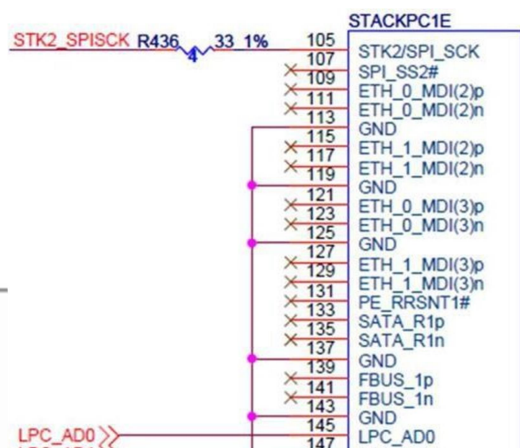 STACKPC1E
STK2_SPISCK R436 33 1% 105 STK2/SPI_SCK
4
107 SPI_SS2#
109 ETH_0_MDI(2)p
111 ETH_0_MDI(2)n
113 GND
115 ETH_1_MDI(2)p
117 ETH_1_MDI(2)n
119 GND
121 ETH_0_MDI(3)p
123 ETH_0_MDI(3)n
125 GND
127 ETH_1_MDI(3)p
129 ETH_1_MDI(3)n
131 PE_RRSNT1#
133 SATA_R1p
135 SATA_R1n
137 GND
139 FBUS_1p
141 FBUS_1n
143 GND
LPC_AD0 145 LPC_AD0
147